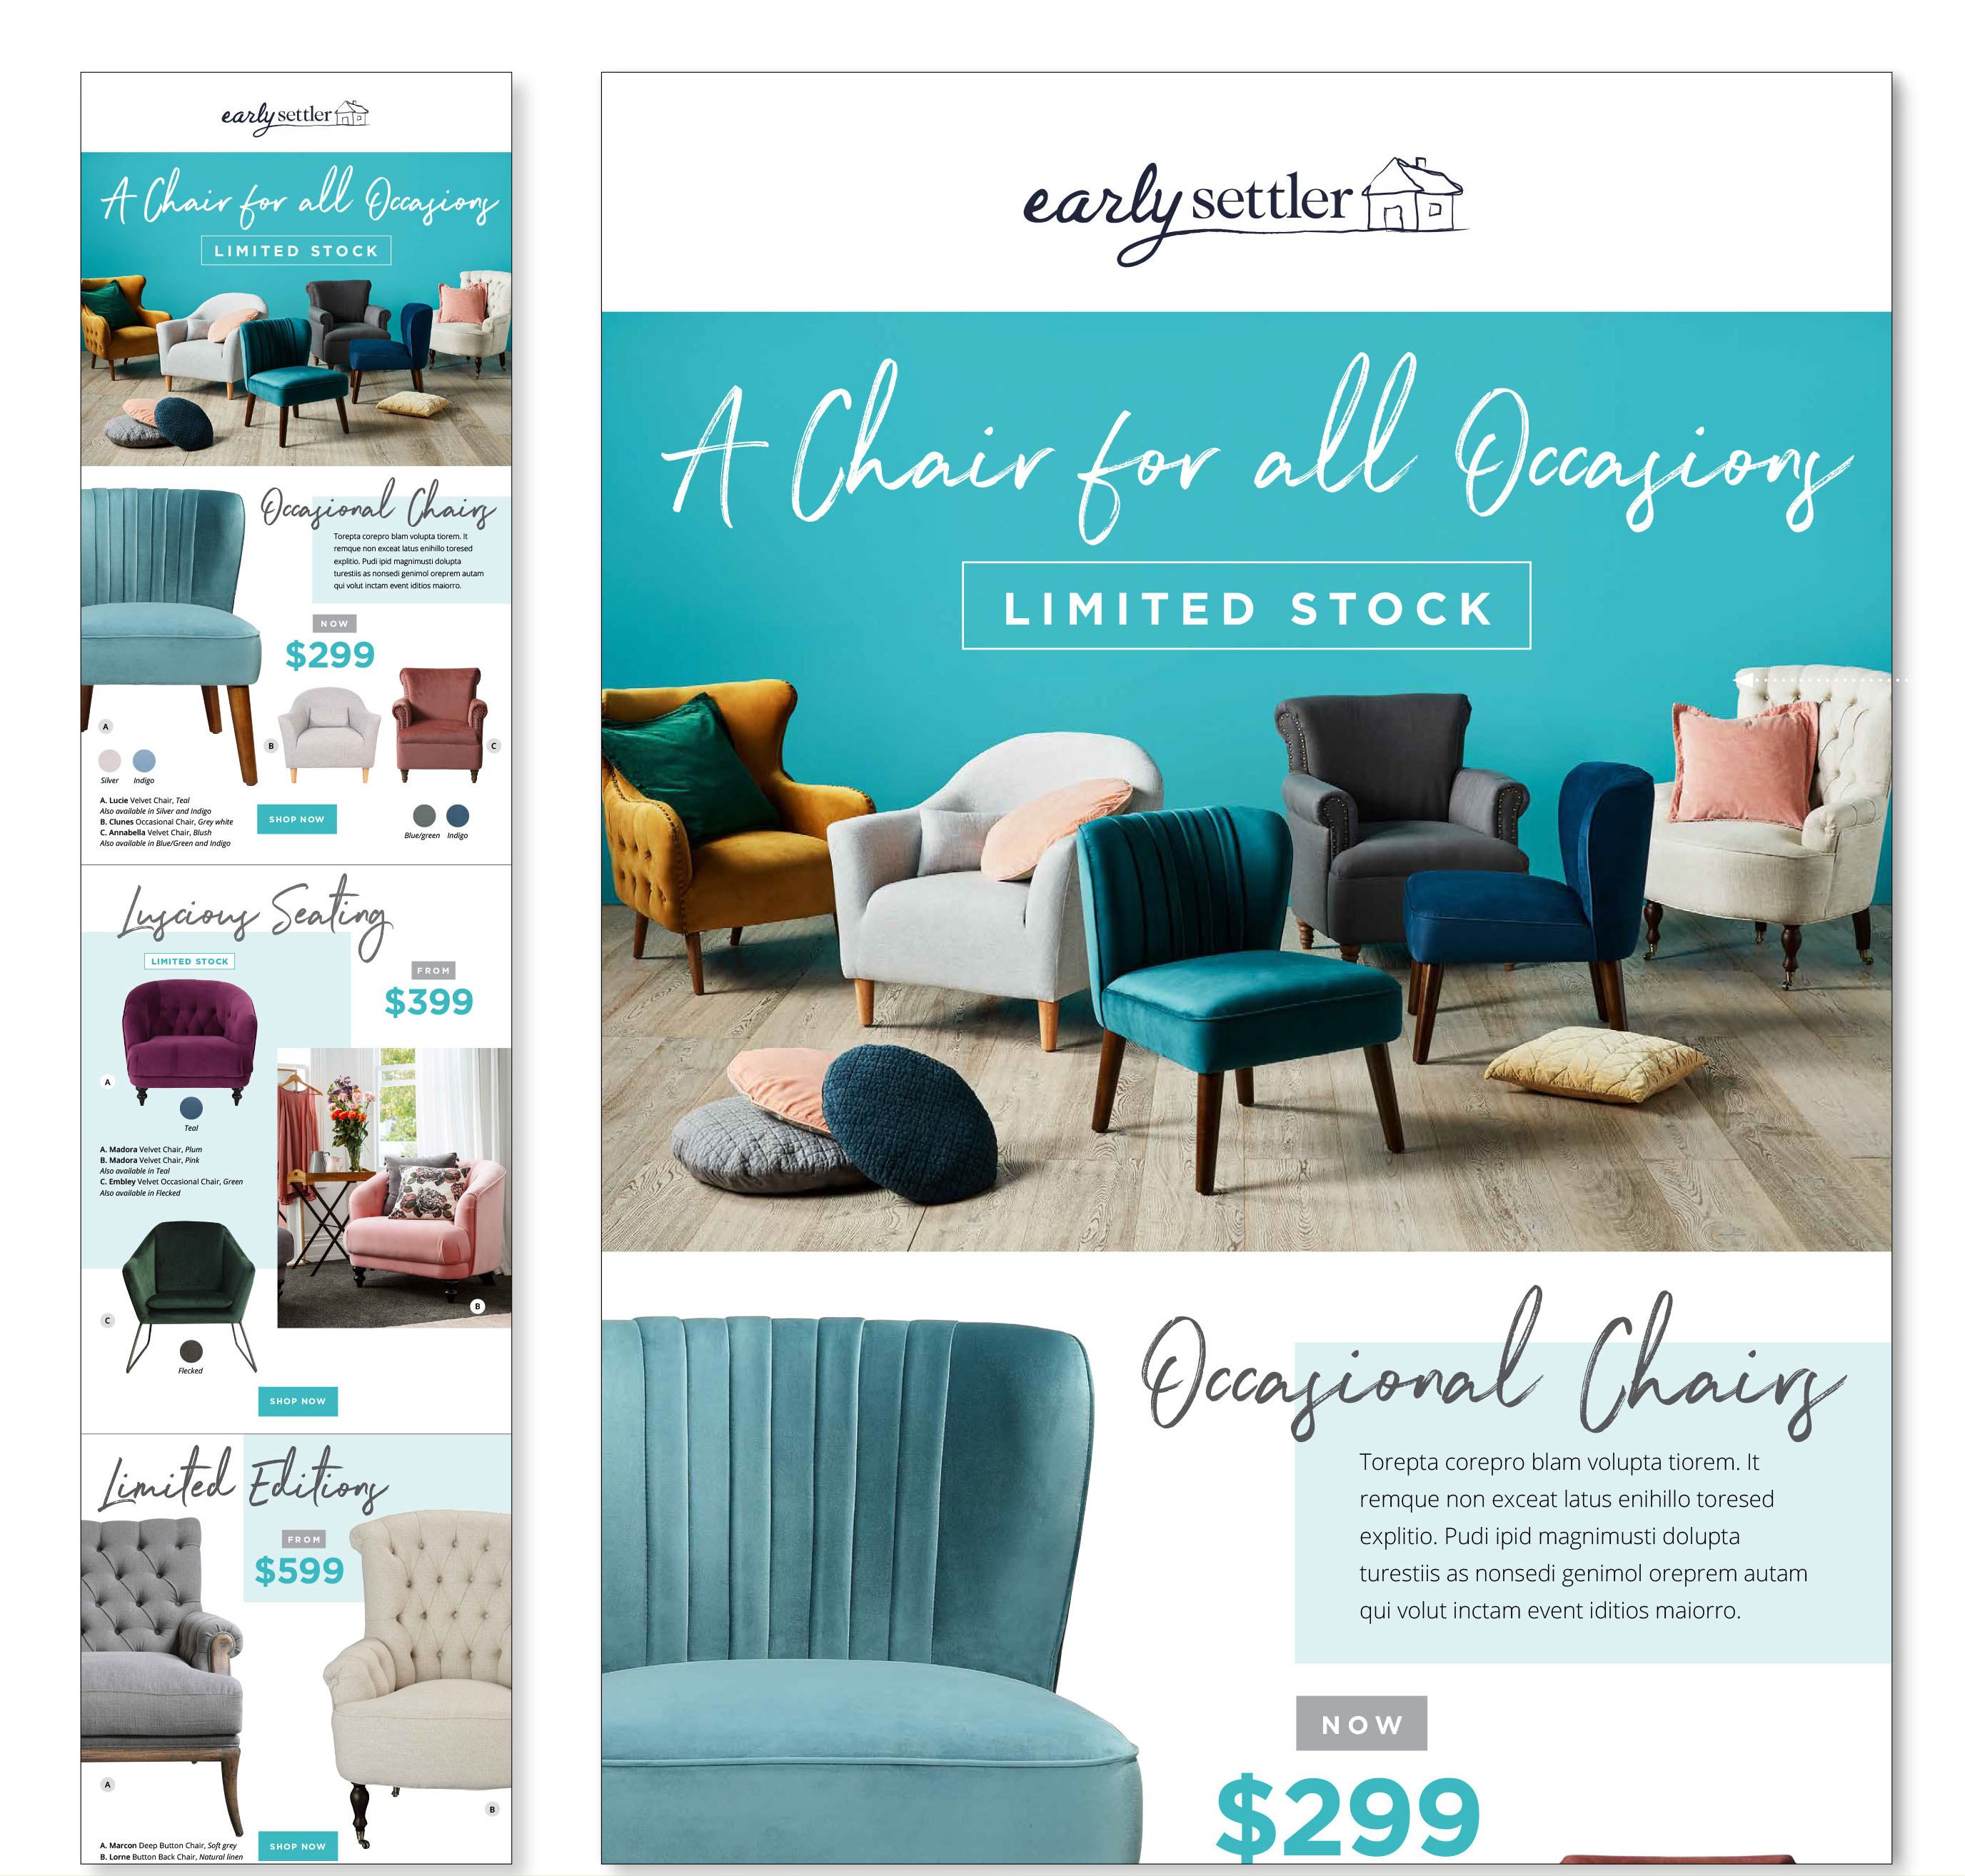 early settler
A Chair for all Occasions
LIMITED STOCK
Occasional Chairs
Torepta corepro blam volupta tiorem. It
remque non exceat latus enihillo toresed
explitio. Pudi ipid magnimusti dolupta
turestiis as nonsedi genimol oreprem autam
qui volut inctam event iditios maiorro.
NOW
$299
A
B
C
Silver Indigo
A. Lucie Velvet Chair, Teal
Also available in Silver and Indigo
B. Clunes Occasional Chair, Grey white
C. Annabella Velvet Chair, Blush
Also available in Blue/Green and Indigo
SHOP NOW
Blue/green Indigo
Luscious Seating
LIMITED STOCK
FROM
$399
A
Teal
A. Madora Velvet Chair, Plum
B. Madora Velvet Chair, Pink
Also available in Teal
C. Embley Velvet Occasional Chair, Green
Also available in Flecked
B
C
Flecked
SHOP NOW
Limited Editions
FROM
$599
A
B
A. Marcon Deep Button Chair, Soft grey
B. Lorne Button Back Chair, Natural linen
SHOP NOW
early settler
A Chair for all Occasions
LIMITED STOCK
Occasional Chairs
Torepta corepro blam volupta tiorem. It
remque non exceat latus enihillo toresed
explitio. Pudi ipid magnimusti dolupta
turestiis as nonsedi genimol oreprem autam
qui volut inctam event iditios maiorro.
NOW
$299